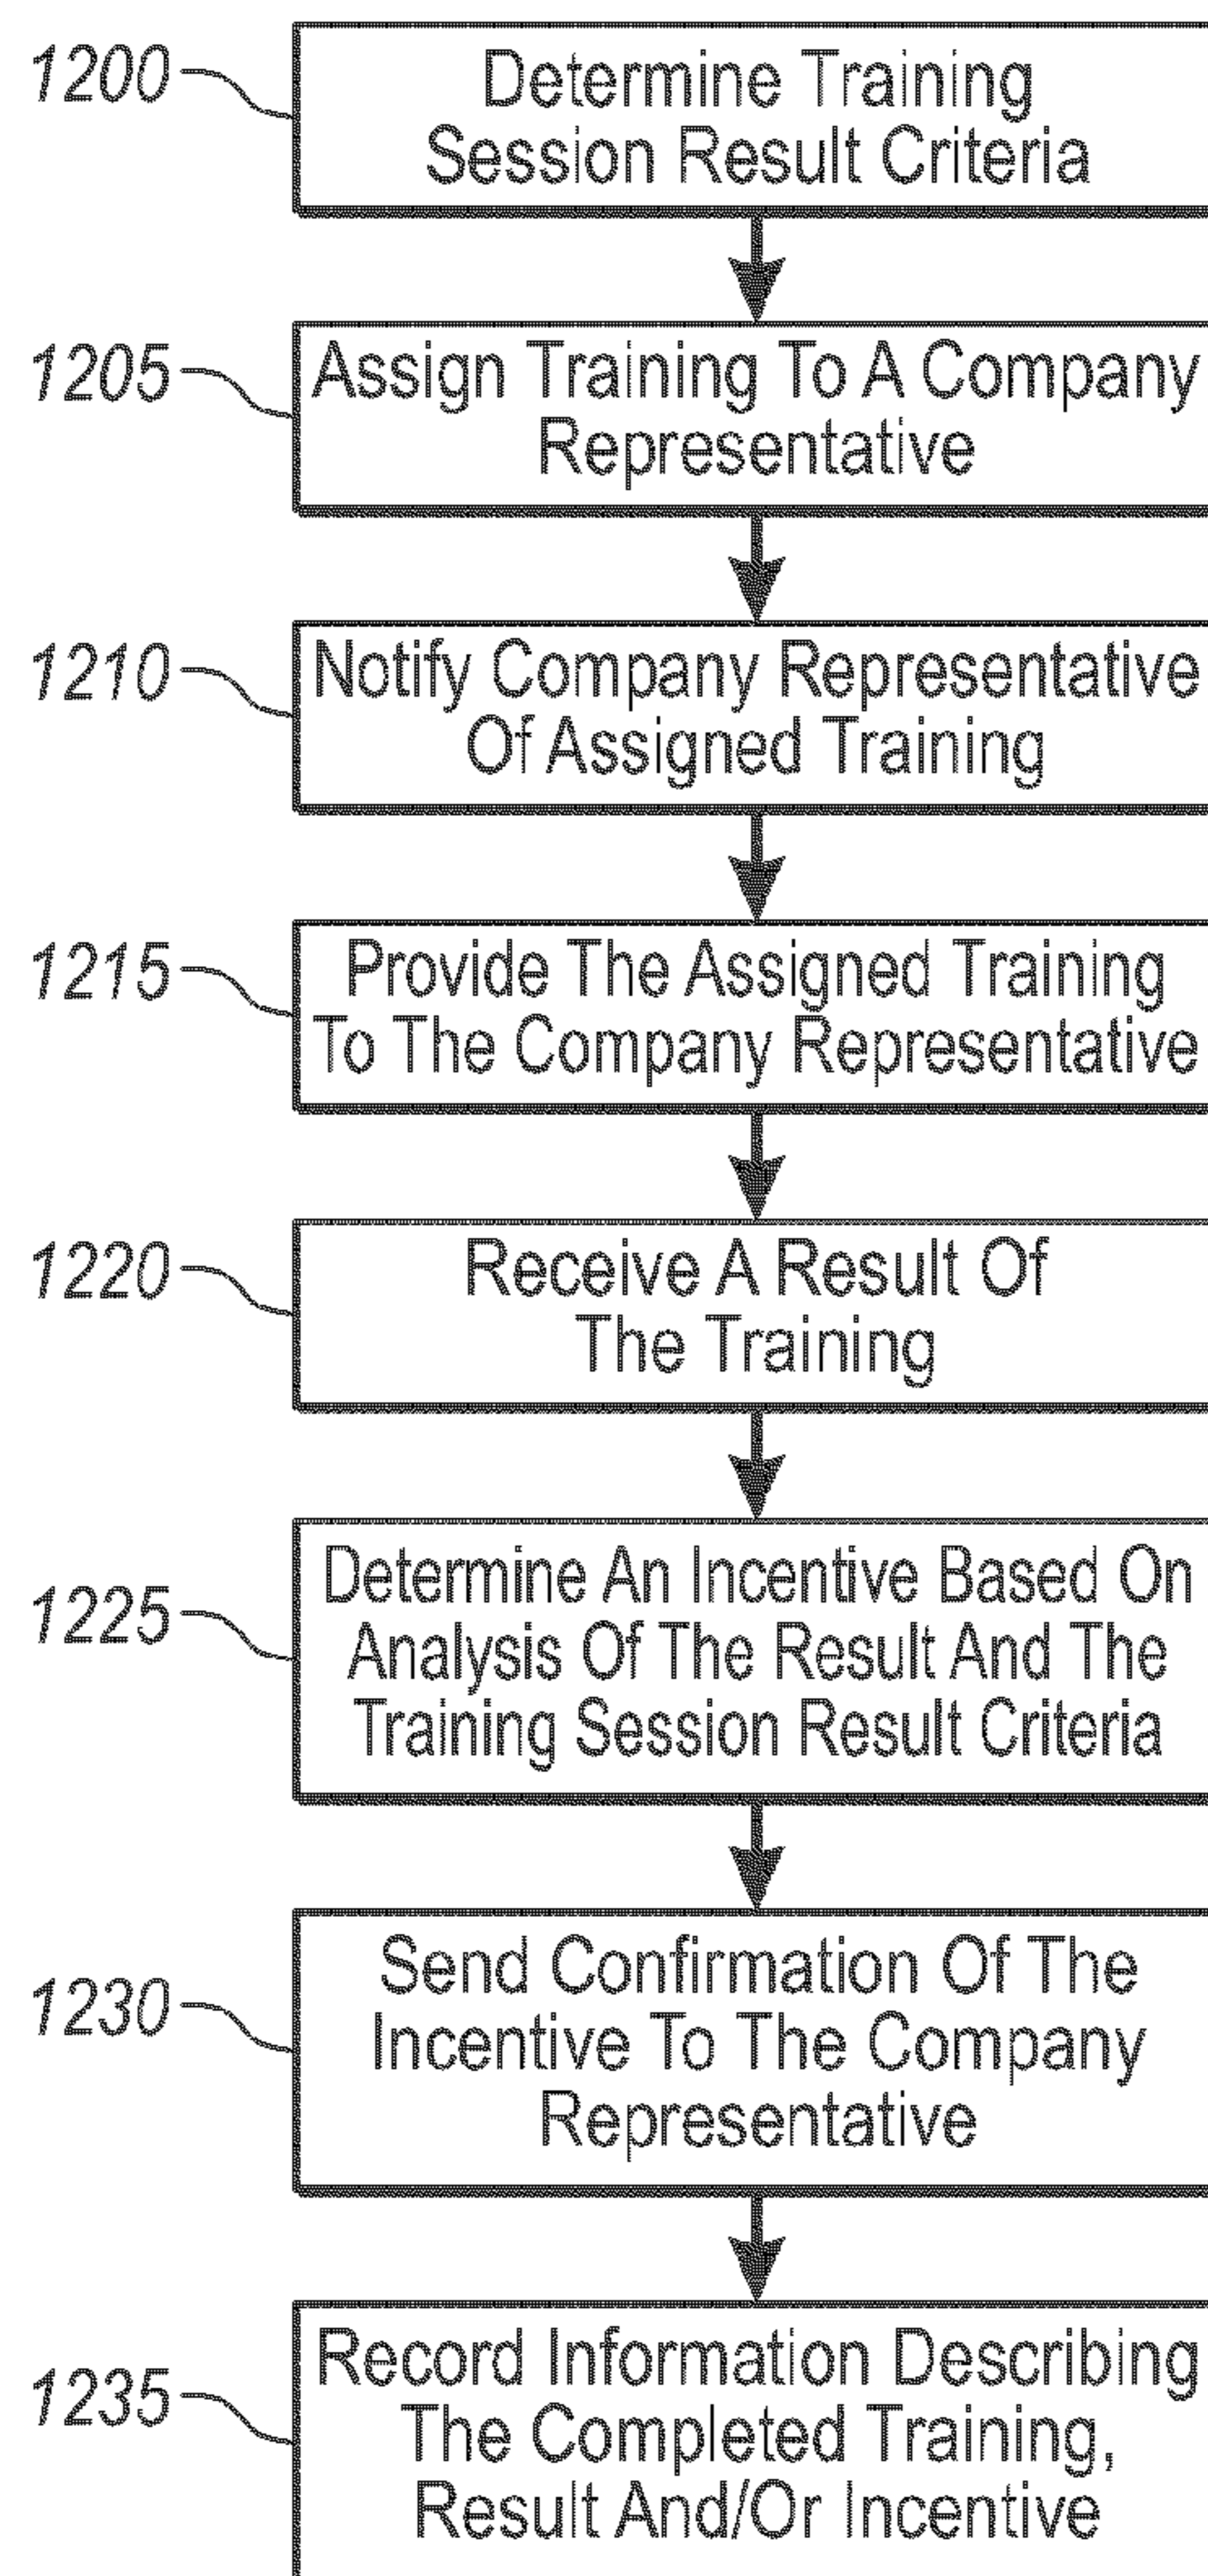 1200
Determine Training
Session Result Criteria
1205
Assign Training To A Company
Representative
1210
Notify Company Representative
Of Assigned Training
1215
Provide The Assigned Training
To The Company Representative
1220
Receive A Result Of
The Training
1225
Determine An Incentive Based On
Analysis Of The Result And The
Training Session Result Criteria
1230
Send Confirmation Of The
Incentive To The Company
Representative
1235
Record Information Describing
The Completed Training,
Result And/Or Incentive